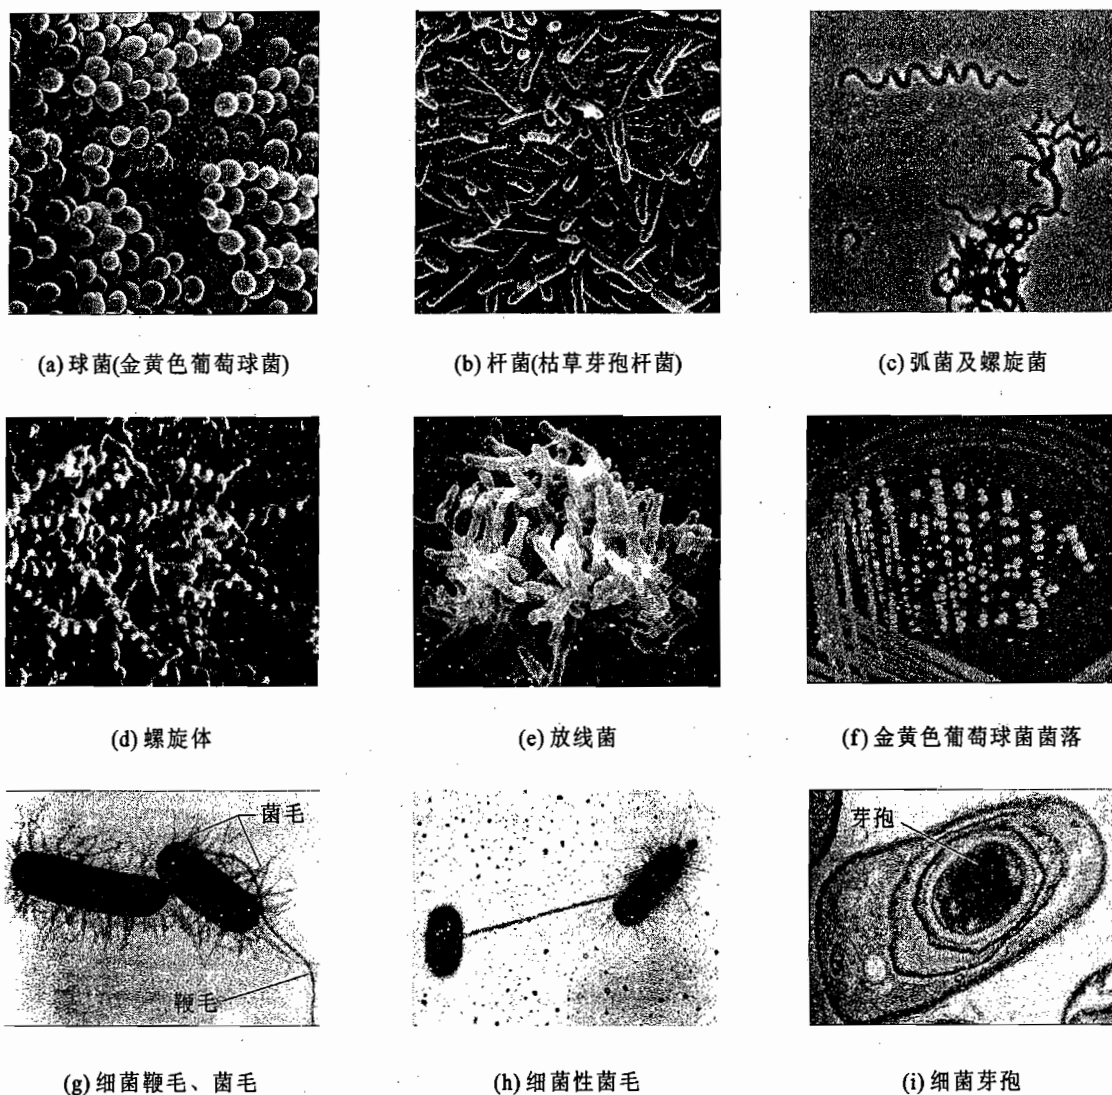 (a) 球菌(金黄色葡萄球菌)
(b) 杆菌(枯草芽孢杆菌)
(c) 弧菌及螺旋菌
(d) 螺旋体
(e) 放线菌
(f) 金黄色葡萄球菌菌落
菌毛
鞭毛
芽孢
(g) 细菌鞭毛、菌毛
(h) 细菌性菌毛
(i) 细菌芽孢